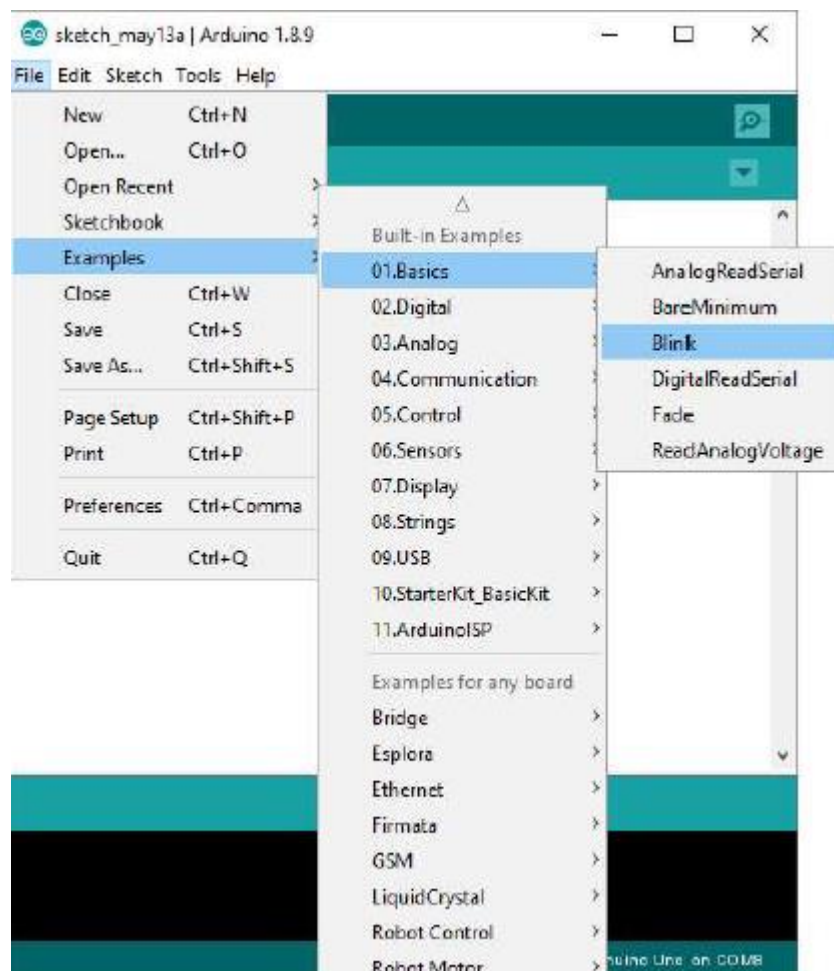 sketch_may13a | Arduino 1.8.9
File Edit Sketch Tools Help
New Ctrl+N
Open... Ctrl+O
Open Recent
Sketchbook
Examples
Close Ctrl+W
Save Ctrl+S
Save As... Ctrl+Shift+S
Page Setup Ctrl+Shift+P
Print Ctrl+P
Preferences Ctrl+Comma
Quit Ctrl+Q
Built-in Examples
01.Basics
02.Digital
03.Analog
04.Communication
05.Control
06.Sensors
07.Display
08.Strings
09.USB
10.StarterKit_BasicKit
11.ArduinoISP
Examples for any board
Bridge
Esplora
Ethernet
Firmata
GSM
LiquidCrystal
Robot Control
Robot Motor
AnalogReadSerial
BareMinimum
Blink
DigitalReadSerial
Fade
ReadAnalogVoltage
Uno on COM8